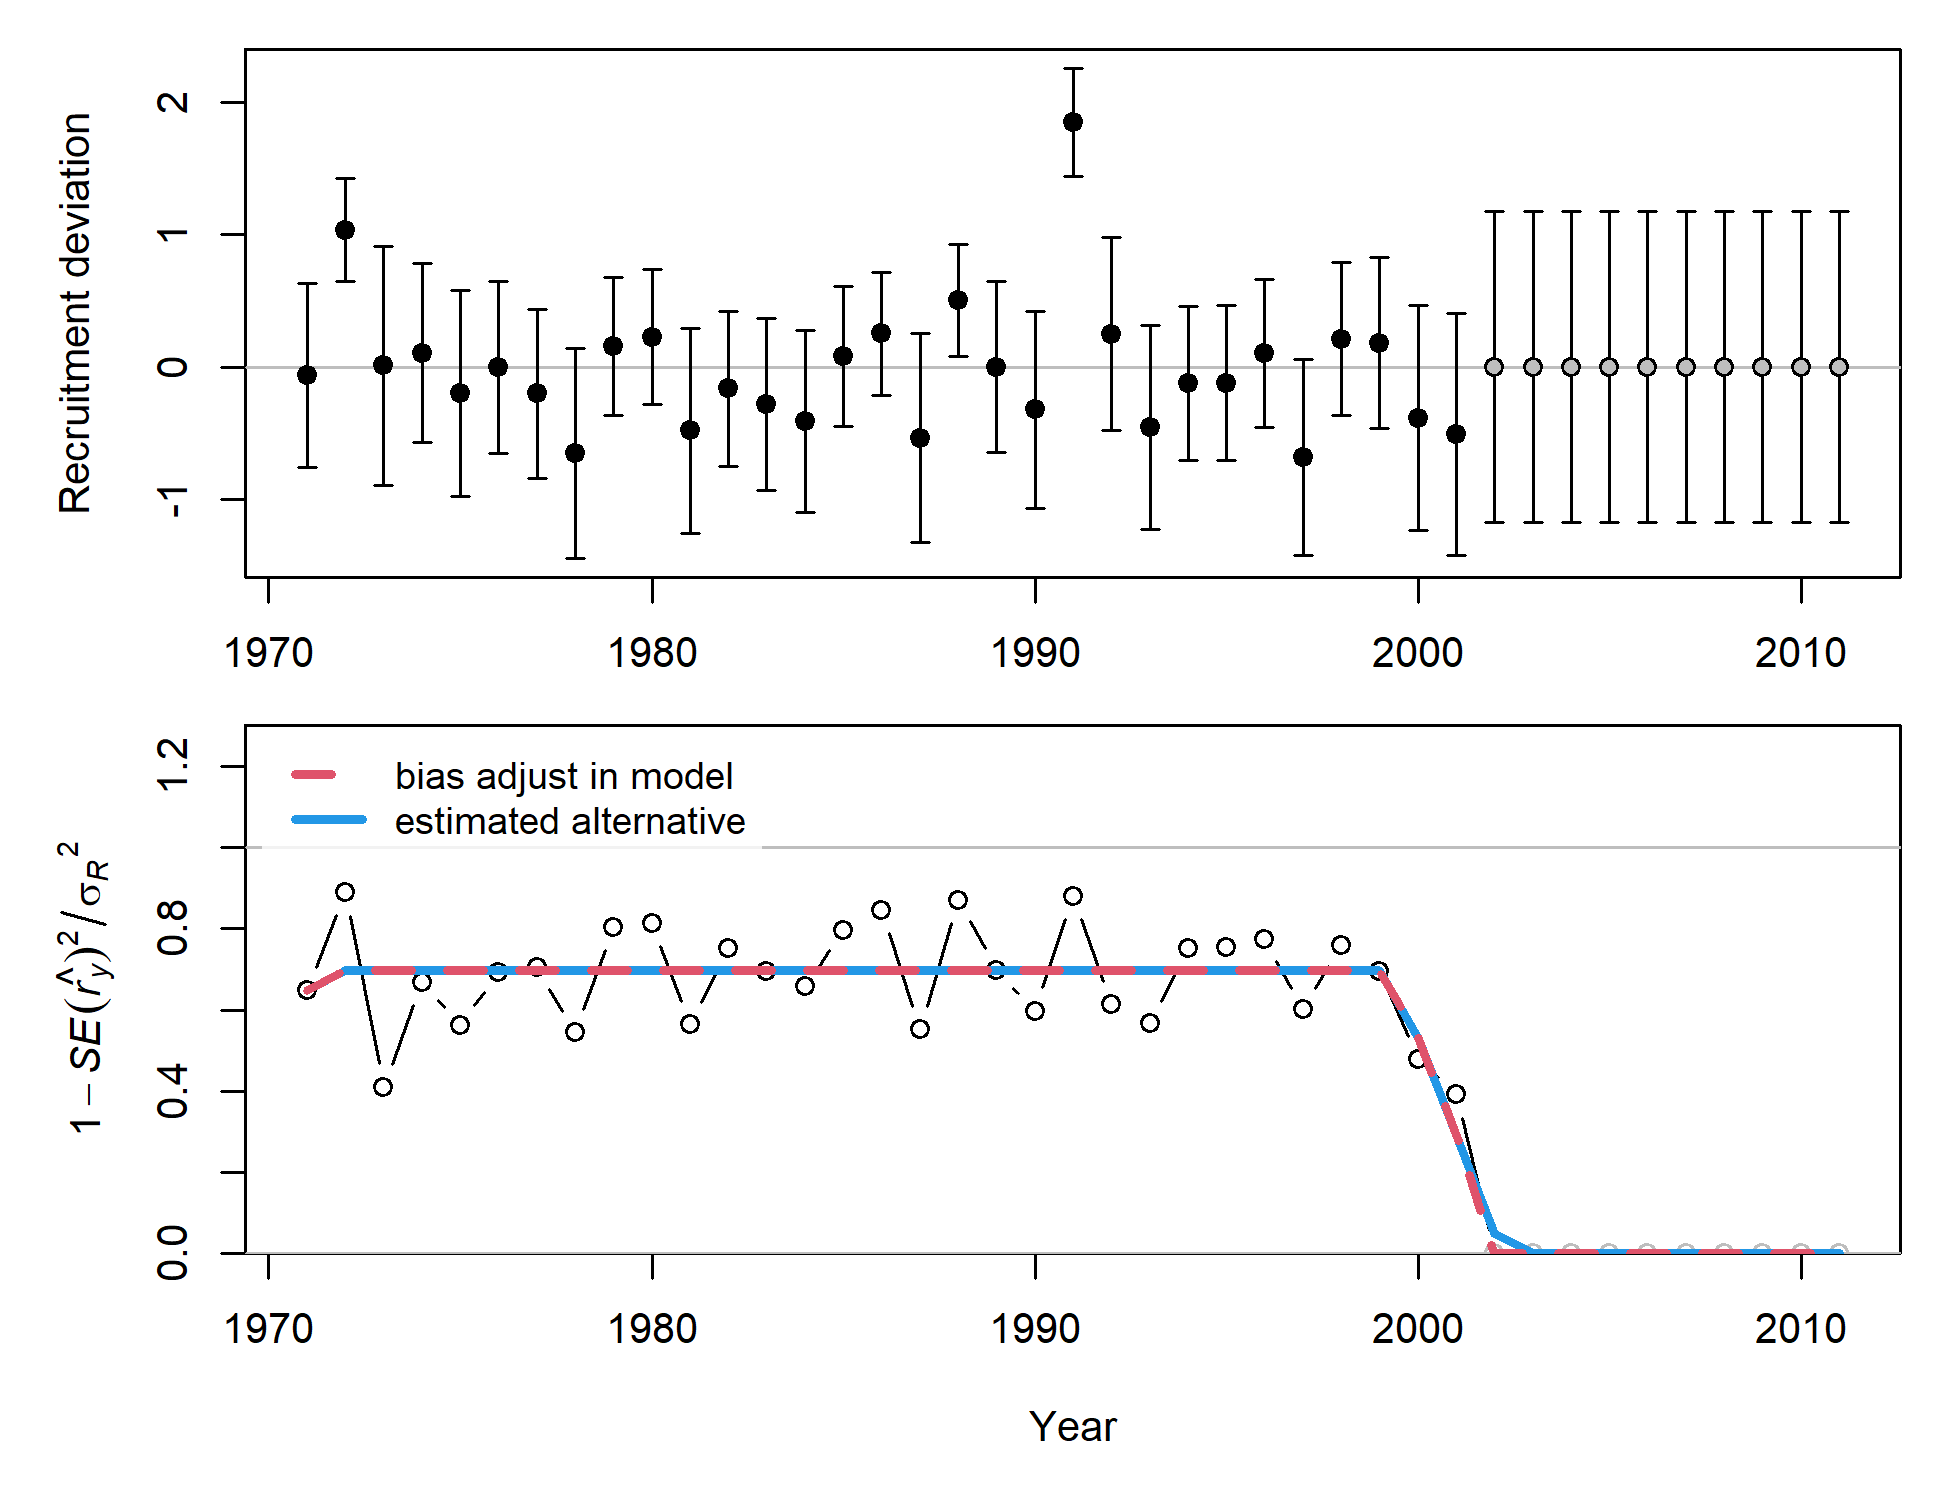 Recruitment deviation
2
1
0
-1
1970 1980 1990 2000 2010
bias adjust in model
estimated alternative
1 − SE(r̂y)² / σR²
1.2
0.8
0.4
0.0
1970 1980 1990 2000 2010
Year